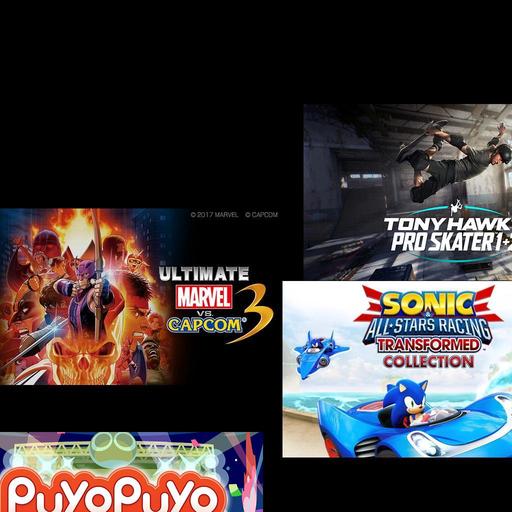 TONY HAWK
PRO SKATER 1+
© 2017 MARVEL © CAPCOM
ULTIMATE
MARVEL
VS.
CAPCOM 3
SONIC
&
ALL-STARS RACING
TRANSFORMED
COLLECTION
PuyoPuyo